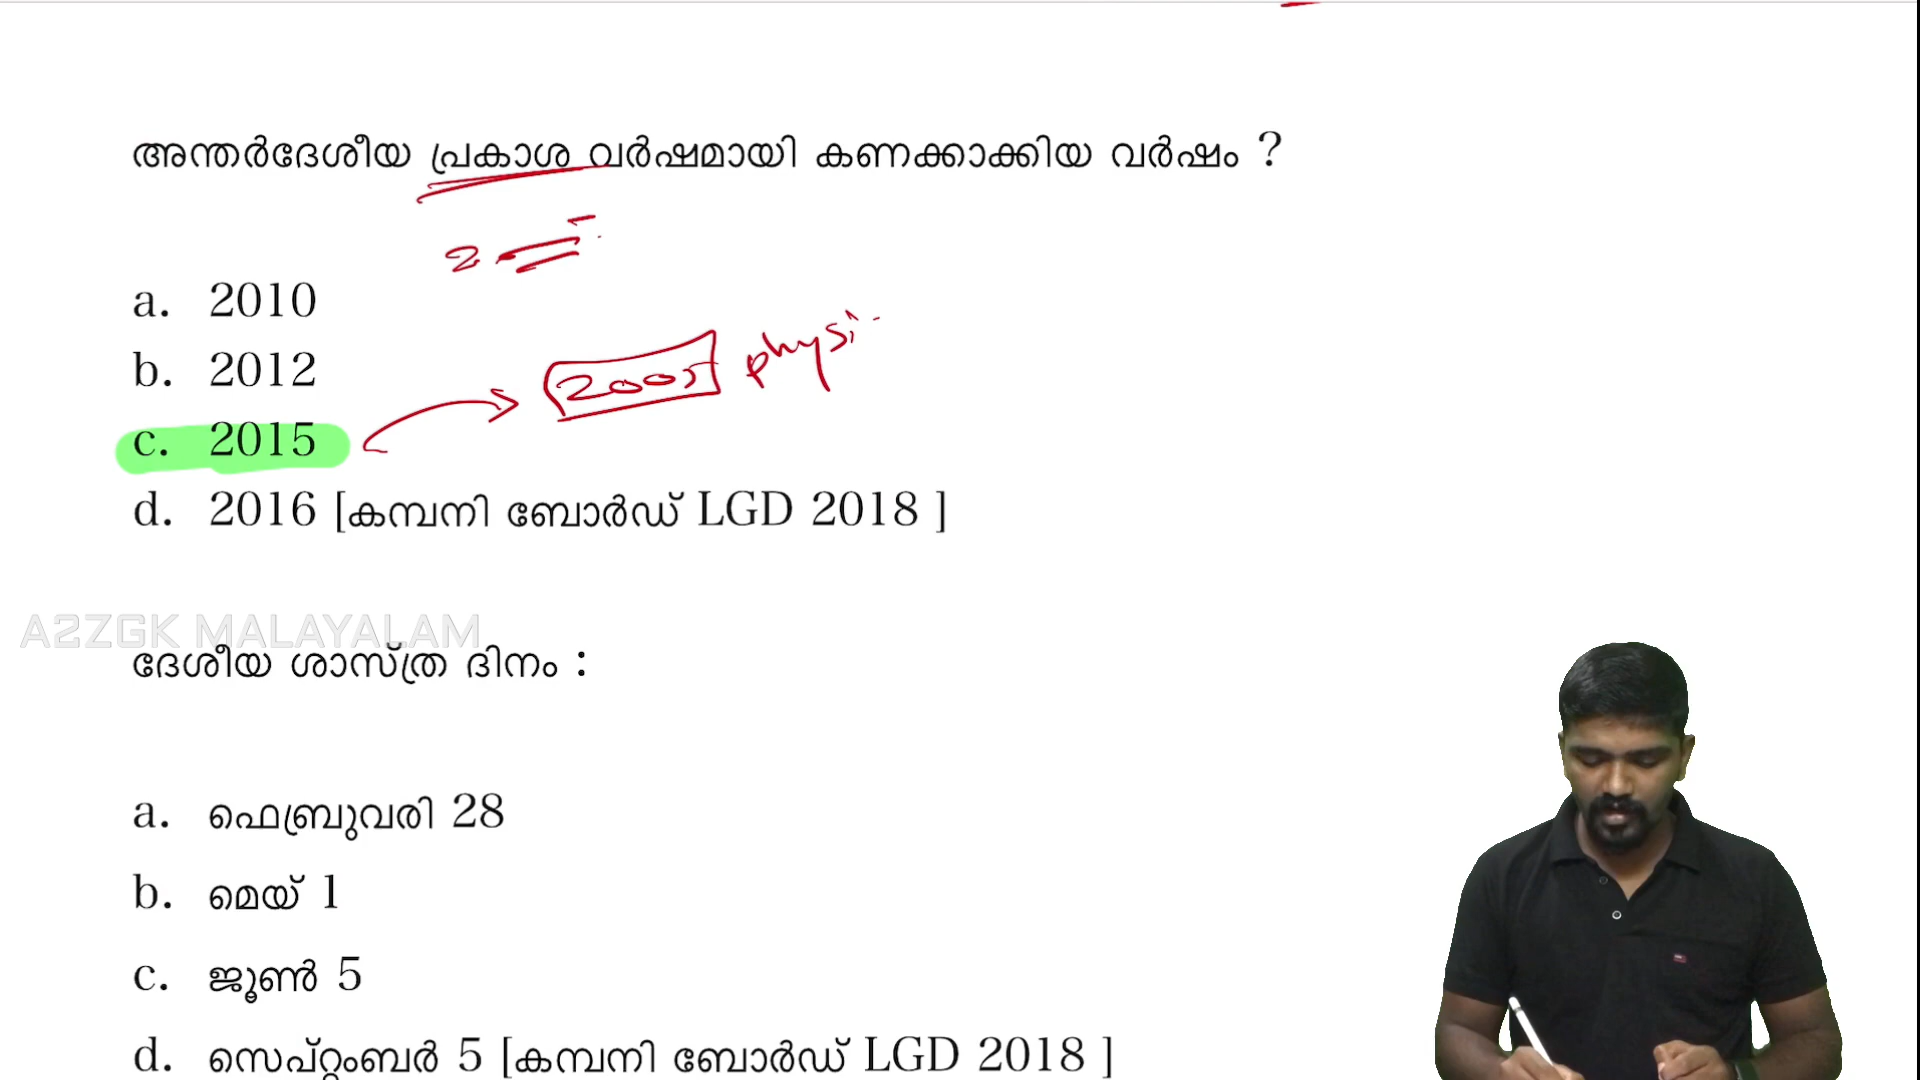 അന്തർദേശീയ പ്രകാശ വർഷമായി കണക്കാക്കിയ വർഷം ?
a. 2010
b. 2012
2005 physi
c. 2015
d. 2016 [കമ്പനി ബോർഡ് LGD 2018 ]
A2ZGK MALAYALAM
ദേശീയ ശാസ്ത്ര ദിനം :
a. ഫെബ്രുവരി 28
b. മെയ് 1
c. ജൂൺ 5
d. സെപ്റ്റംബർ 5 [കമ്പനി ബോർഡ് LGD 2018 ]